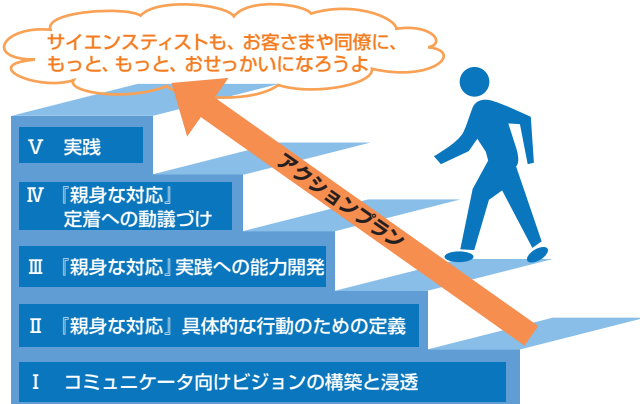 サイエンスティストも、お客さまや同僚に、
もっと、もっと、おせっかいになろうよ
アクションプラン
Ⅴ 実践
Ⅳ 『親身な対応』
定着への動議づけ
Ⅲ 『親身な対応』実践への能力開発
Ⅱ 『親身な対応』具体的な行動のための定義
Ⅰ コミュニケータ向けビジョンの構築と浸透